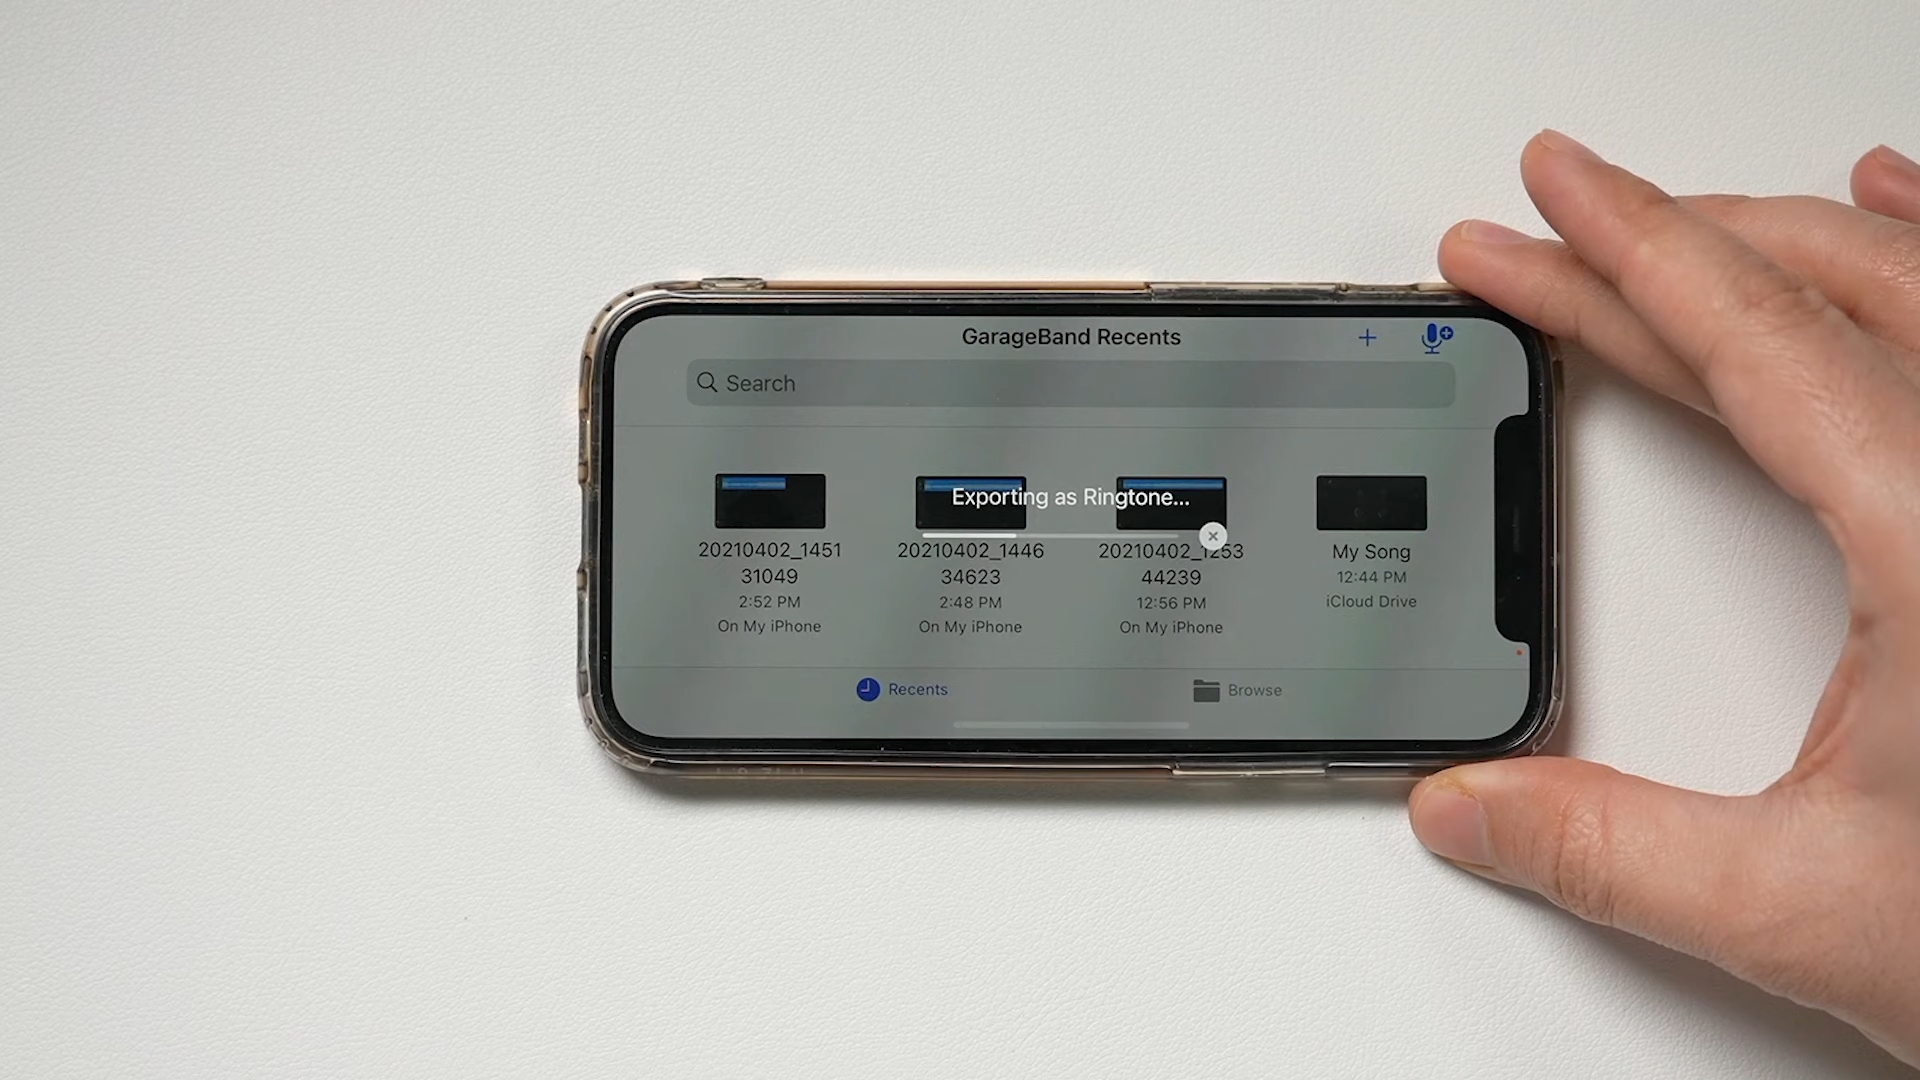 GarageBand Recents
Search
Exporting as Ringtone...
20210402_1451
31049
2:52 PM
On My iPhone
20210402_1446
34623
2:48 PM
On My iPhone
20210402_1253
44239
12:56 PM
On My iPhone
My Song
12:44 PM
iCloud Drive
Recents
Browse